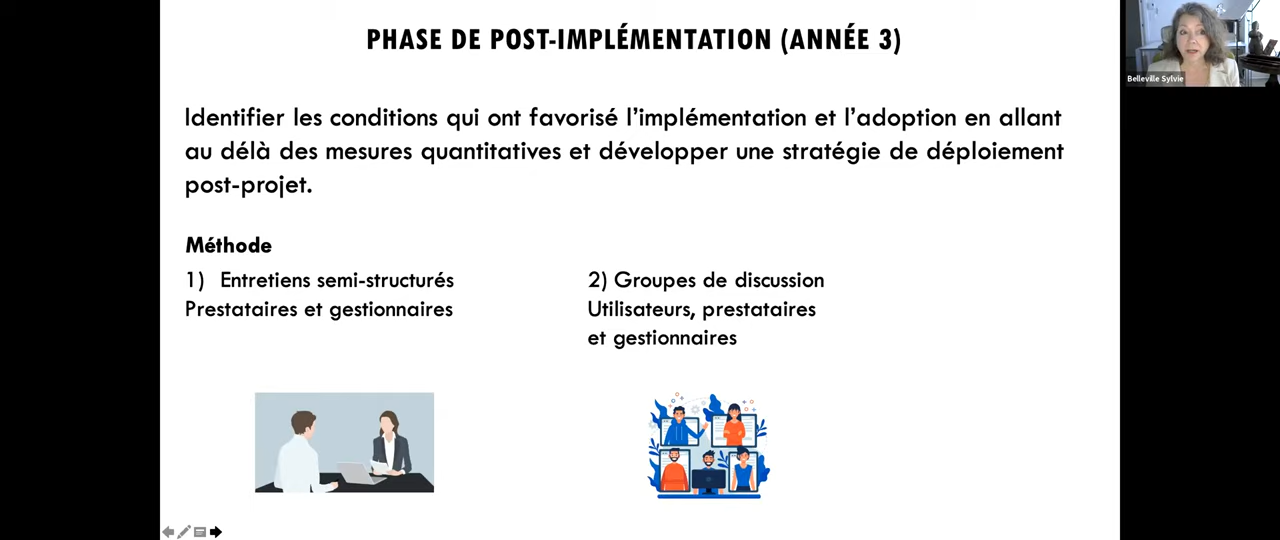 PHASE DE POST-IMPLÉMENTATION (ANNÉE 3)
Belleville Sylvie
Identifier les conditions qui ont favorisé l'implémentation et l'adoption en allant
au délà des mesures quantitatives et développer une stratégie de déploiement
post-projet.
Méthode
1) Entretiens semi-structurés
Prestataires et gestionnaires
2) Groupes de discussion
Utilisateurs, prestataires
et gestionnaires